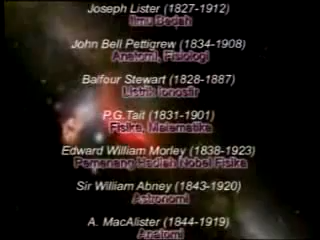 Joseph Lister (1827-1912)
Ilmu Bedah
John Bell Pettigrew (1834-1908)
Anatomi, Fisiologi
Balfour Stewart (1828-1887)
Listrik Ionosfir
P.G.Tait (1831-1901)
Fisika, Matematika
Edward William Morley (1838-1923)
Pemenang Hadiah Nobel Fisika
Sir William Abney (1843-1920)
Astronomi
A. MacAlister (1844-1919)
Anatomi